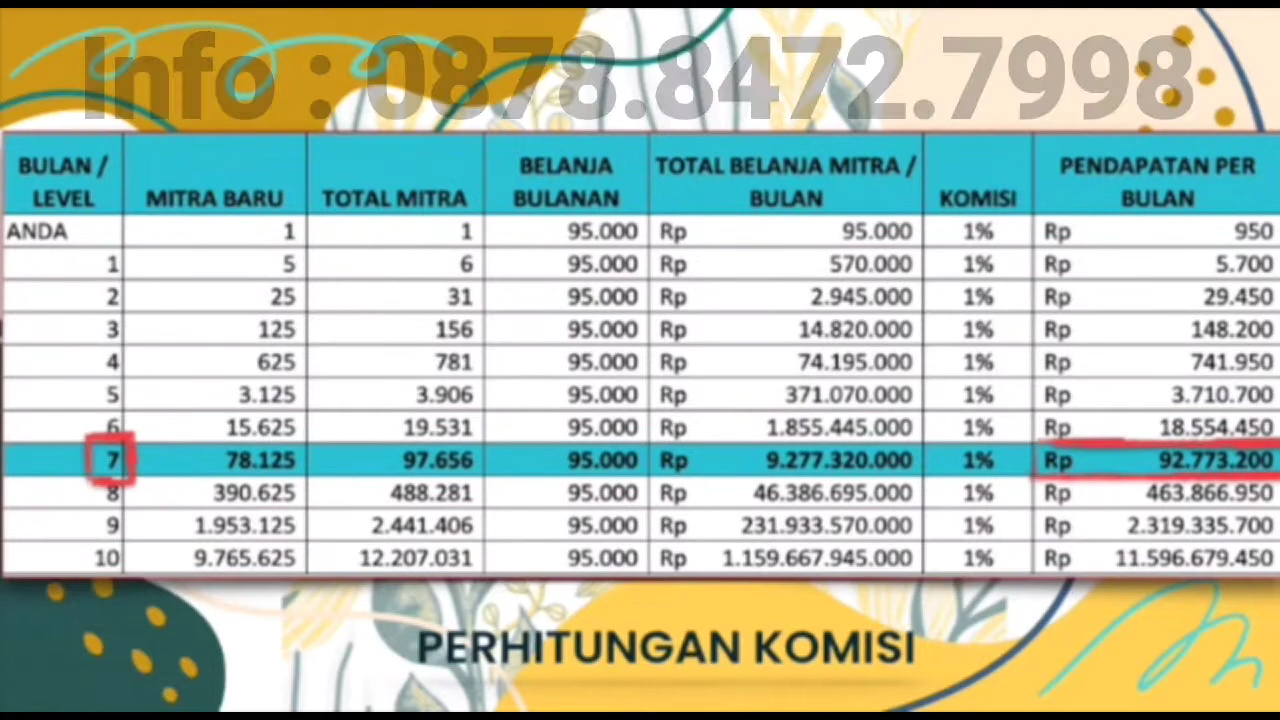 Info : 0878.8472.7998
BULAN / LEVEL MITRA BARU TOTAL MITRA BELANJA BULANAN TOTAL BELANJA MITRA / BULAN KOMISI PENDAPATAN PER BULAN
ANDA 1 1 95.000 Rp 95.000 1% Rp 950
1 5 6 95.000 Rp 570.000 1% Rp 5.700
2 25 31 95.000 Rp 2.945.000 1% Rp 29.450
3 125 156 95.000 Rp 14.820.000 1% Rp 148.200
4 625 781 95.000 Rp 74.195.000 1% Rp 741.950
5 3.125 3.906 95.000 Rp 371.070.000 1% Rp 3.710.700
6 15.625 19.531 95.000 Rp 1.855.445.000 1% Rp 18.554.450
7 78.125 97.656 95.000 Rp 9.277.320.000 1% Rp 92.773.200
8 390.625 488.281 95.000 Rp 46.386.695.000 1% Rp 463.866.950
9 1.953.125 2.441.406 95.000 Rp 231.933.570.000 1% Rp 2.319.335.700
10 9.765.625 12.207.031 95.000 Rp 1.159.667.945.000 1% Rp 11.596.679.450
PERHITUNGAN KOMISI